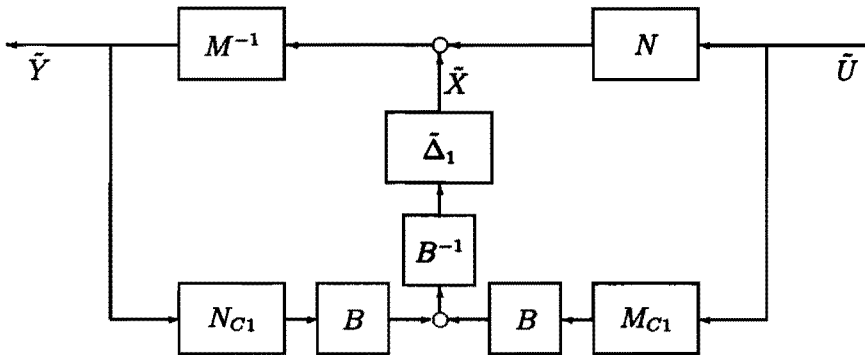 M⁻¹
N
Ỹ
X̃
Ũ
Δ̃₁
B⁻¹
N_{C1}
B
B
M_{C1}